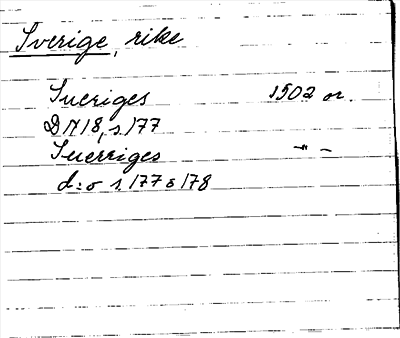 Sverige, rike
Sueriges 1502 or.
DN 18, s. 177
Suerriges -"-
d:o s. 177 o 178